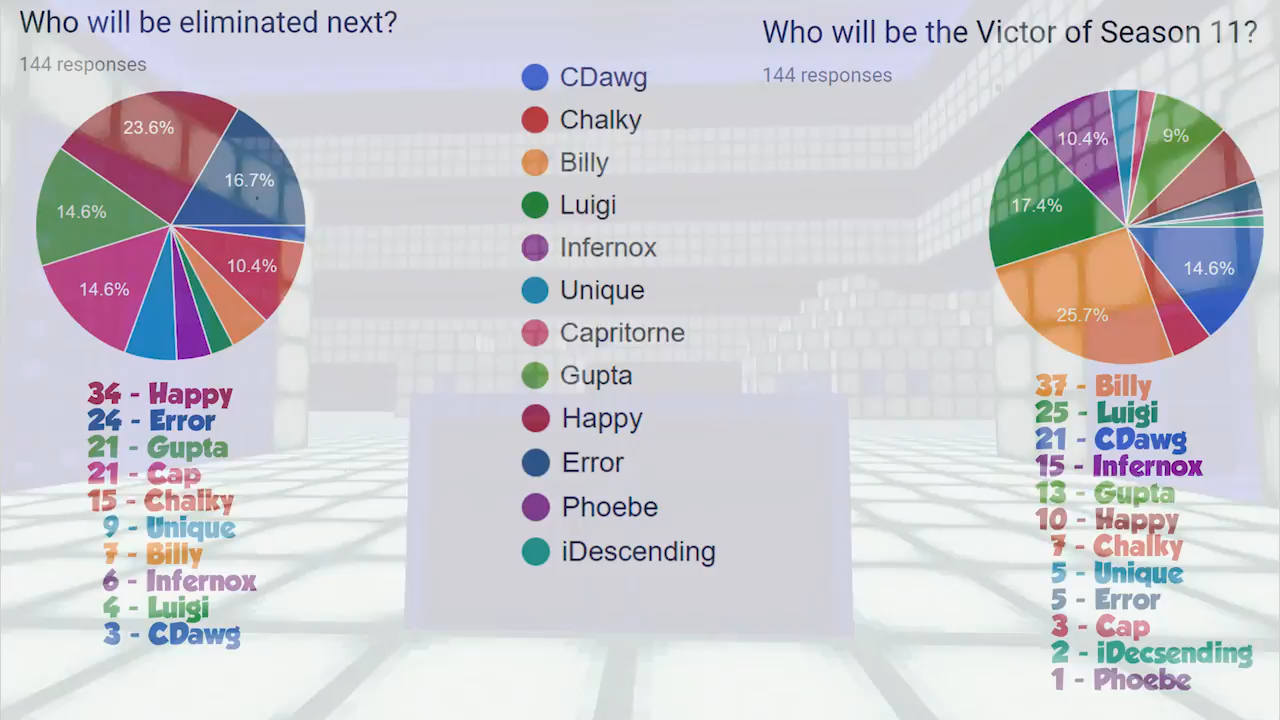 Who will be eliminated next?
144 responses
23.6%
16.7%
14.6%
10.4%
14.6%
34 - Happy
24 - Error
21 - Gupta
21 - Cap
15 - Chalky
9 - Unique
7 - Billy
6 - Infernox
4 - Luigi
3 - CDawg
CDawg
Chalky
Billy
Luigi
Infernox
Unique
Capritorne
Gupta
Happy
Error
Phoebe
iDescending
Who will be the Victor of Season 11?
144 responses
10.4%
9%
17.4%
14.6%
25.7%
37 - Billy
25 - Luigi
21 - CDawg
15 - Infernox
13 - Gupta
10 - Happy
7 - Chalky
5 - Unique
5 - Error
3 - Cap
2 - iDecsending
1 - Phoebe